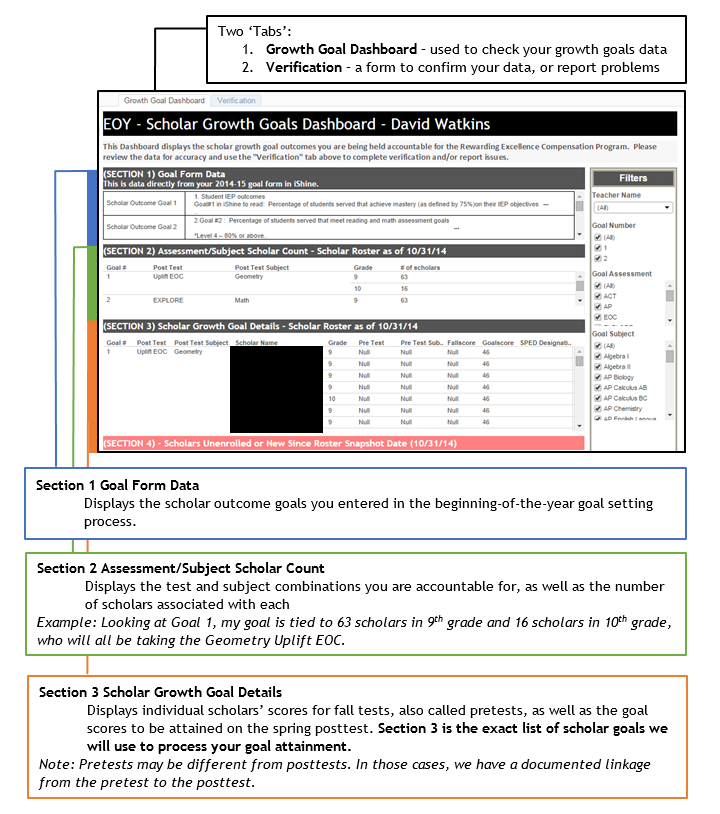 Two ‘Tabs’:
1. Growth Goal Dashboard – used to check your growth goals data
2. Verification – a form to confirm your data, or report problems
Growth Goal Dashboard Verification
EOY - Scholar Growth Goals Dashboard - David Watkins
This Dashboard displays the scholar growth goal outcomes you are being held accountable for the Rewarding Excellence Compensation Program. Please
review the data for accuracy and use the "Verification" tab above to complete verification and/or report issues.
(SECTION 1) Goal Form Data
This is data directly from your 2014-15 goal form in iShine.
Scholar Outcome Goal 1
1. Student IEP outcomes
Goal#1 in iShine to read: Percentage of students served that achieve mastery (as defined by 75%)on their IEP objectives ...
Scholar Outcome Goal 2
2.Goal #2 : Percentage of students served that meet reading and math assessment goals
...
*Level 4 – 80% or above..
(SECTION 2) Assessment/Subject Scholar Count - Scholar Roster as of 10/31/14
Goal # Post Test Post Test Subject Grade # of scholars
1 Uplift EOC Geometry 9 63
10 16
2 EXPLORE Math 9 63
(SECTION 3) Scholar Growth Goal Details - Scholar Roster as of 10/31/14
Goal # Post Test Post Test Subject Scholar Name Grade Pre Test Pre Test Sub.. Fallscore Goalscore SPED Designati..
1 Uplift EOC Geometry 9 Null Null Null 46
9 Null Null Null 46
9 Null Null Null 46
9 Null Null Null 46
10 Null Null Null 46
9 Null Null Null 46
9 Null Null Null 46
(SECTION 4) - Scholars Unenrolled or New Since Roster Snapshot Date (10/31/14)
Filters
Teacher Name
(All)
Goal Number
(All)
1
2
Goal Assessment
(All)
ACT
AP
EOC
Goal Subject
(All)
Algebra I
Algebra II
AP Biology
AP Calculus AB
AP Calculus BC
AP Chemistry
Section 1 Goal Form Data
Displays the scholar outcome goals you entered in the beginning-of-the-year goal setting
process.
Section 2 Assessment/Subject Scholar Count
Displays the test and subject combinations you are accountable for, as well as the number
of scholars associated with each
Example: Looking at Goal 1, my goal is tied to 63 scholars in 9th grade and 16 scholars in 10th grade,
who will all be taking the Geometry Uplift EOC.
Section 3 Scholar Growth Goal Details
Displays individual scholars’ scores for fall tests, also called pretests, as well as the goal
scores to be attained on the spring posttest. Section 3 is the exact list of scholar goals we
will use to process your goal attainment.
Note: Pretests may be different from posttests. In those cases, we have a documented linkage
from the pretest to the posttest.